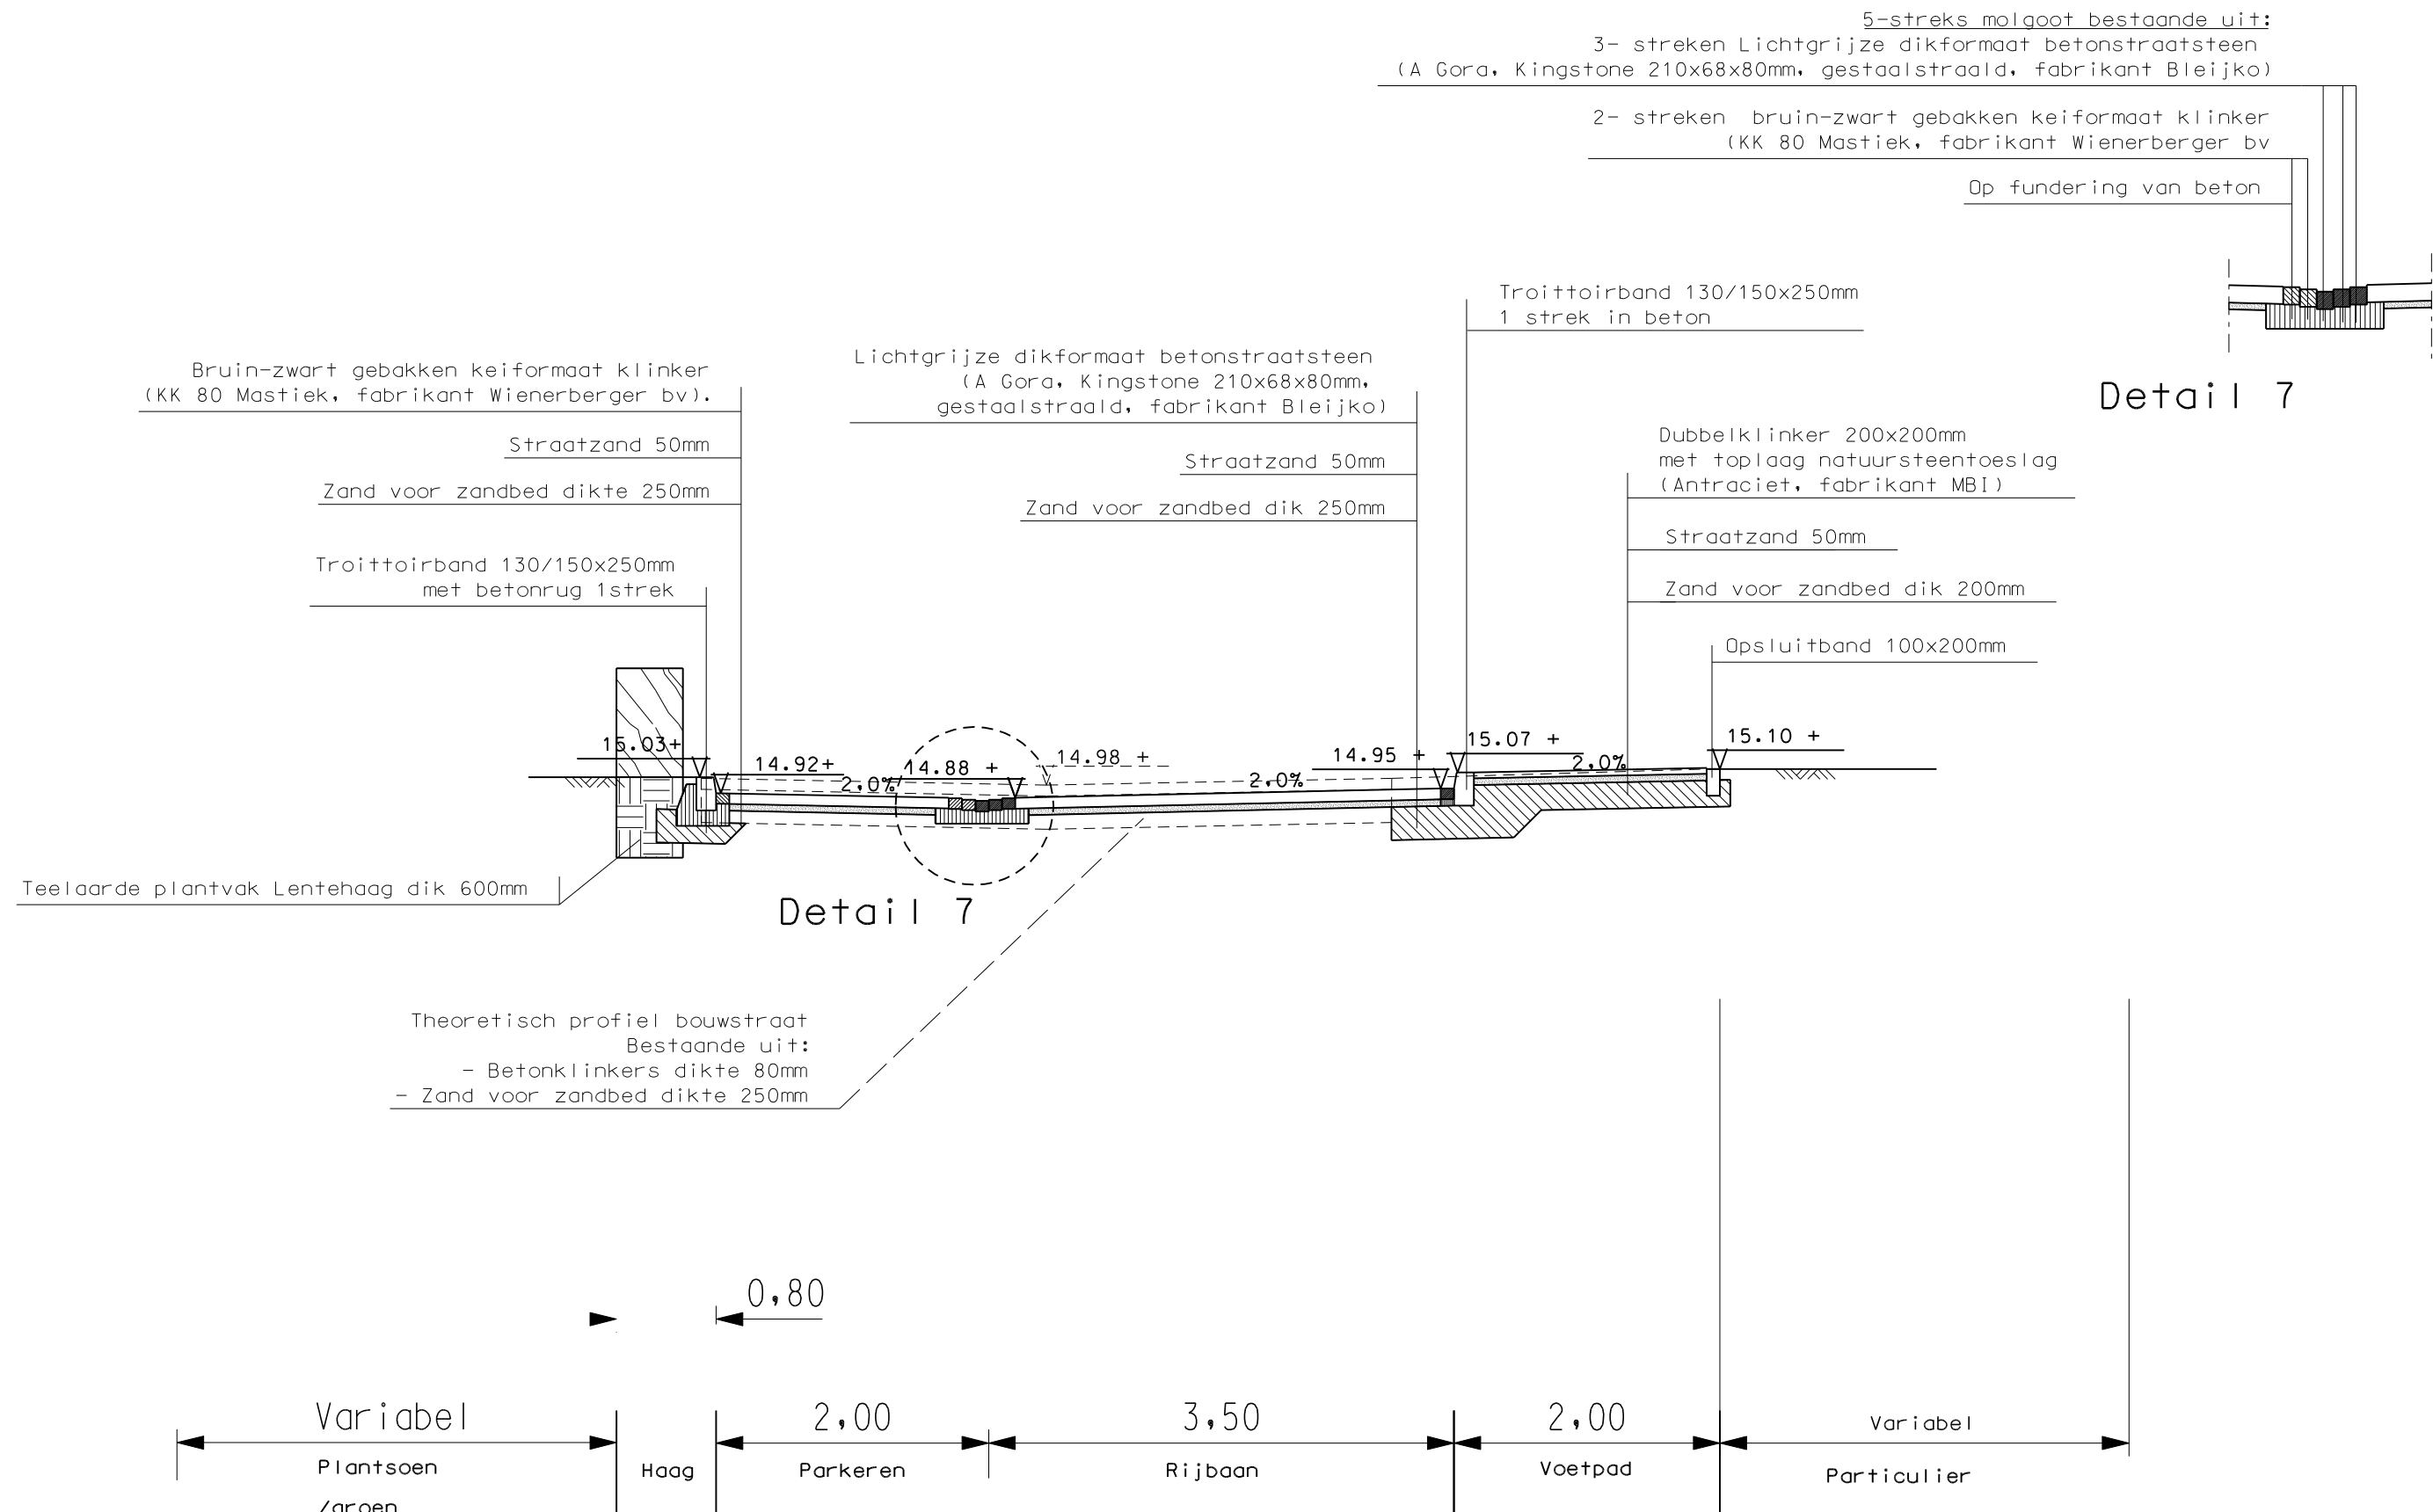 5-streks molgoot bestaande uit:
3- streken Lichtgrijze dikformaat betonstraatsteen
(A Gora, Kingstone 210x68x80mm, gestaalstraald, fabrikant Bleijko)
2- streken bruin-zwart gebakken keiformaat klinker
(KK 80 Mastiek, fabrikant Wienerberger bv
Op fundering van beton
Detail 7
Troittoirband 130/150x250mm
1 strek in beton
Lichtgrijze dikformaat betonstraatsteen
(A Gora, Kingstone 210x68x80mm,
gestaalstraald, fabrikant Bleijko)
Straatzand 50mm
Zand voor zandbed dik 250mm
Bruin-zwart gebakken keiformaat klinker
(KK 80 Mastiek, fabrikant Wienerberger bv).
Straatzand 50mm
Zand voor zandbed dikte 250mm
Troittoirband 130/150x250mm
met betonrug 1strek
Dubbelklinker 200x200mm
met toplaag natuursteentoeslag
(Antraciet, fabrikant MBI)
Straatzand 50mm
Zand voor zandbed dik 200mm
Opsluitband 100x200mm
15.03+
14.92+
2,0%
14.88 +
14.98 +
2,0%
14.95 +
15.07 +
2,0%
15.10 +
Teelaarde plantvak Lentehaag dik 600mm
Detail 7
Theoretisch profiel bouwstraat
Bestaande uit:
- Betonklinkers dikte 80mm
- Zand voor zandbed dikte 250mm
0,80
Variabel
2,00
3,50
2,00
Variabel
Plantsoen
/groen
Haag
Parkeren
Rijbaan
Voetpad
Particulier